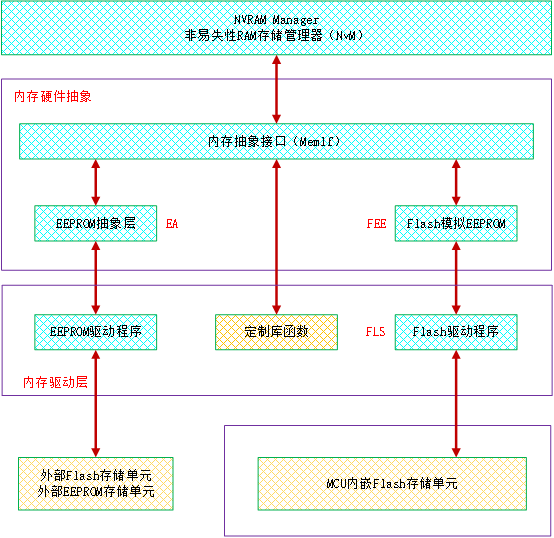 NVRAM Manager
非易失性RAM存储管理器（NvM）
内存硬件抽象
内存抽象接口（Memlf）
EEPROM抽象层
EA
FEE
Flash模拟EEPROM
EEPROM驱动程序
定制库函数
FLS
Flash驱动程序
内存驱动层
外部Flash存储单元
外部EEPROM存储单元
MCU内嵌Flash存储单元